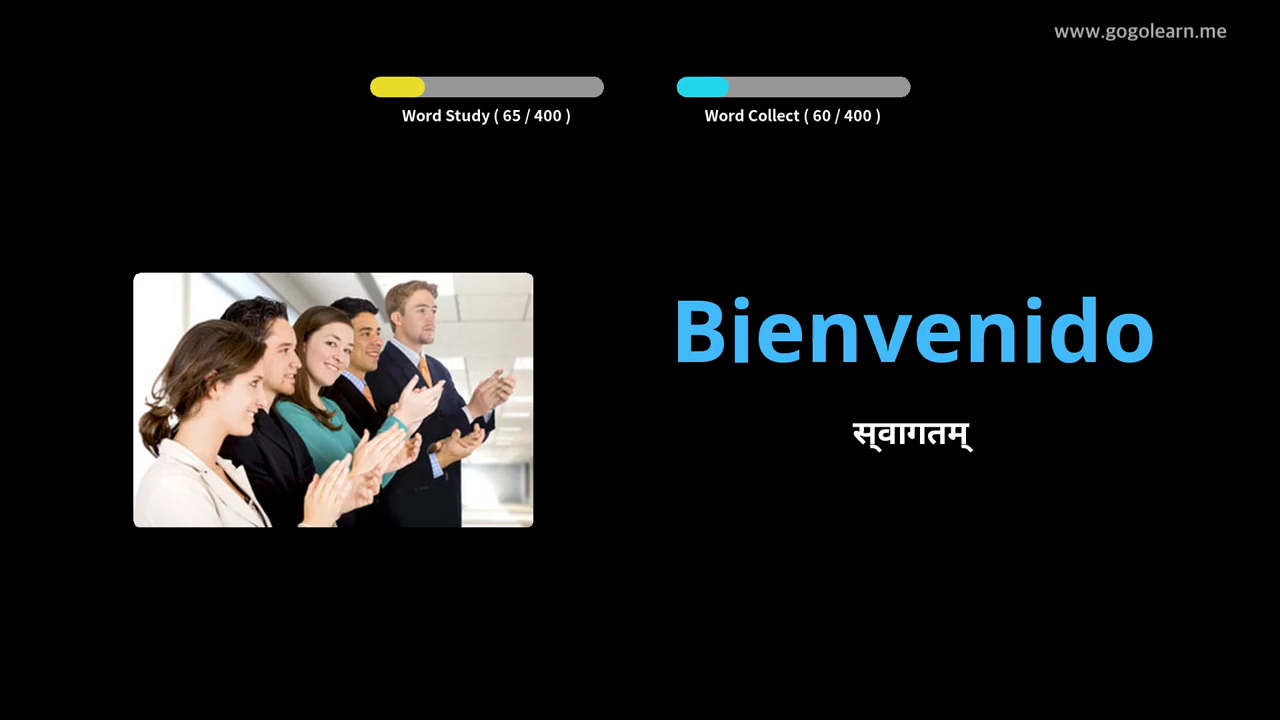 www.gogolearn.me
Word Study ( 65 / 400 )
Word Collect ( 60 / 400 )
Bienvenido
स्वागतम्